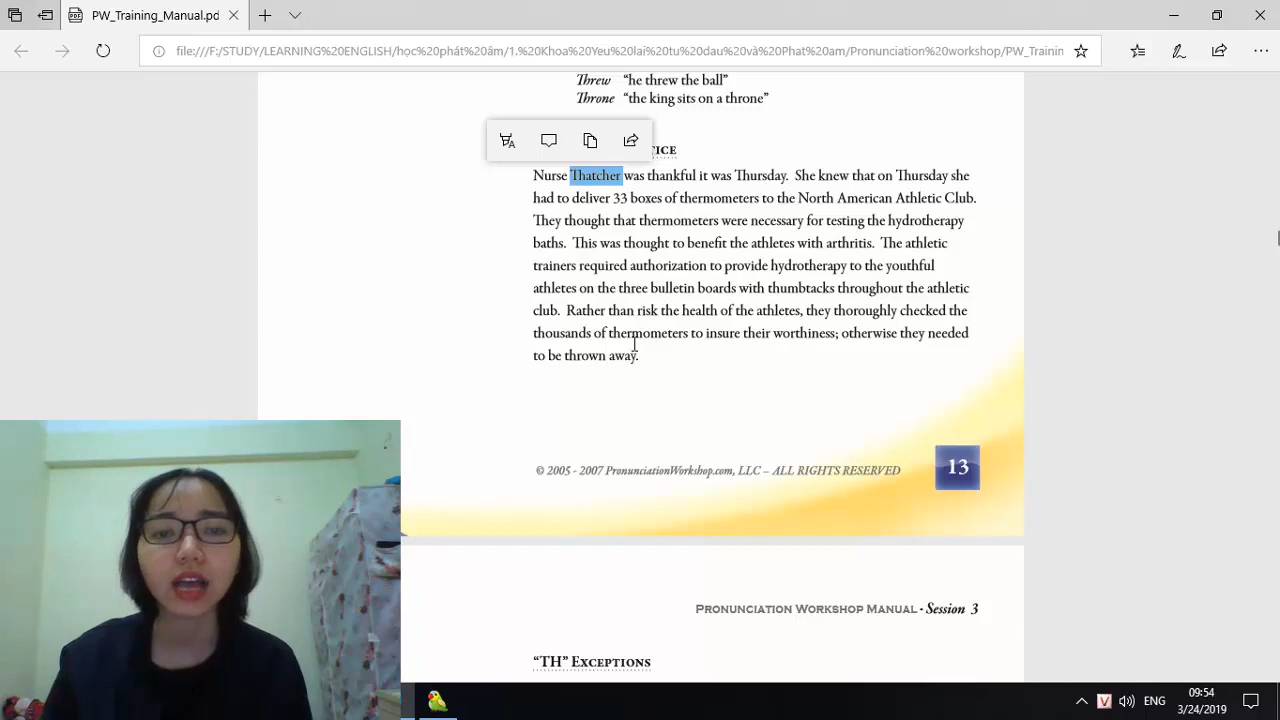 PW_Training%20
PW_Training%20M
file:///F:/STUDY/LEARNING%20ENGLISH/học%20phát%20âm/1.%20Khoa%20Yeu%20lai%20tu%20dau%20và%20Phat%20am/Pronunciation%20workshop/PW_Trainin
Threw "he threw the ball"
Throne "the king sits on a throne"
Nurse Thatcher was thankful it was Thursday. She knew that on Thursday she
had to deliver 33 boxes of thermometers to the North American Athletic Club.
They thought that thermometers were necessary for testing the hydrotherapy
baths. This was thought to benefit the athletes with arthritis. The athletic
trainers required authorization to provide hydrotherapy to the youthful
athletes on the three bulletin boards with thumbtacks throughout the athletic
club. Rather than risk the health of the athletes, they thoroughly checked the
thousands of thermometers to insure their worthiness; otherwise they needed
to be thrown away.
© 2005 - 2007 PronunciationWorkshop.com, LLC – ALL RIGHTS RESERVED
13
Pronunciation Workshop Manual · Session 3
"TH" Exceptions
V
ENG
09:54
3/24/2019